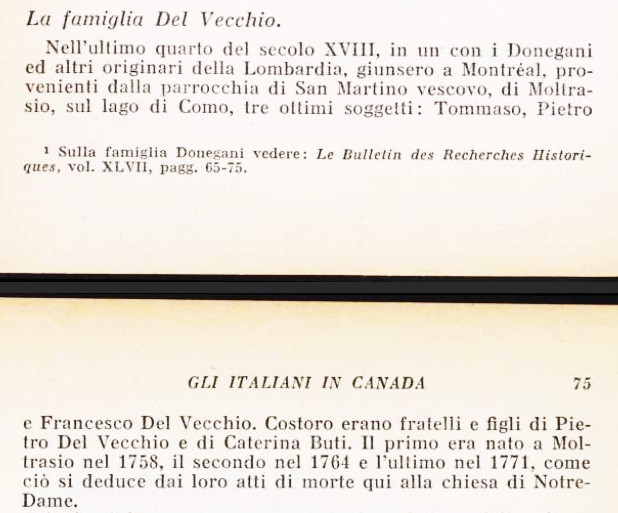 La famiglia Del Vecchio.
Nell'ultimo quarto del secolo XVIII, in un con i Donegani
ed altri originari della Lombardia, giunsero a Montréal, pro-
venienti dalla parrocchia di San Martino vescovo, di Moltra-
sio, sul lago di Como, tre ottimi soggetti: Tommaso, Pietro
¹ Sulla famiglia Donegani vedere: Le Bulletin des Recherches Histori-
ques, vol. XLVII, pagg. 65-75.
GLI ITALIANI IN CANADA 75
e Francesco Del Vecchio. Costoro erano fratelli e figli di Pie-
tro Del Vecchio e di Caterina Buti. Il primo era nato a Mol-
trasio nel 1758, il secondo nel 1764 e l'ultimo nel 1771, come
ciò si deduce dai loro atti di morte qui alla chiesa di Notre-
Dame.